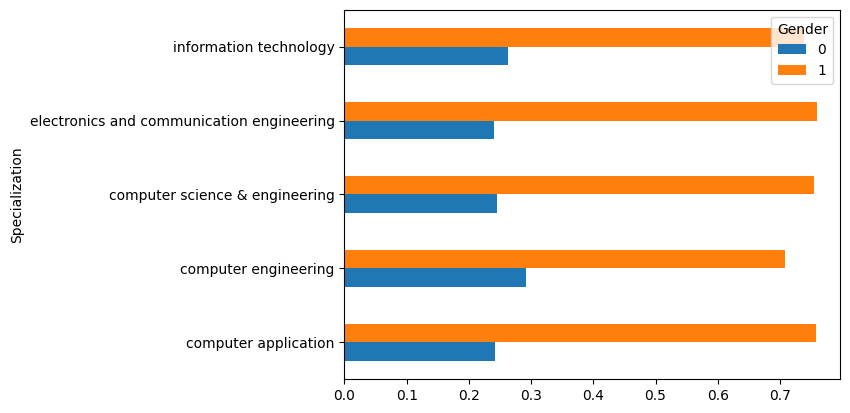 Gender
0
1
information technology
electronics and communication engineering
computer science & engineering
computer engineering
computer application
Specialization
0.0 0.1 0.2 0.3 0.4 0.5 0.6 0.7